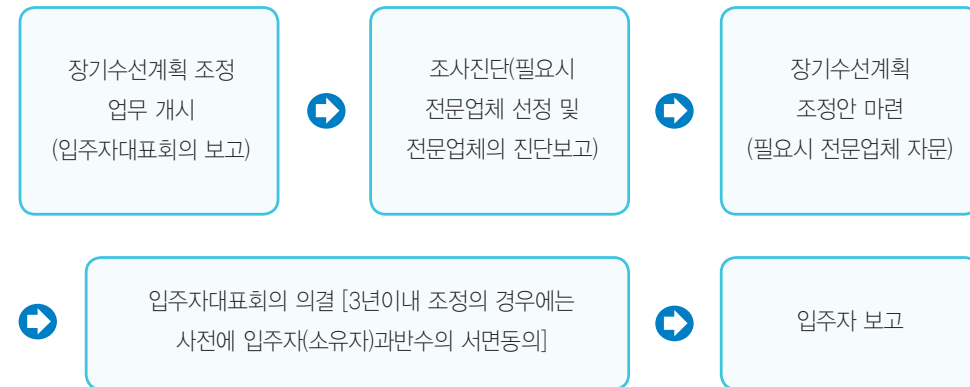 장기수선계획 조정
업무 개시
(입주자대표회의 보고)
조사진단(필요시
전문업체 선정 및
전문업체의 진단보고)
장기수선계획
조정안 마련
(필요시 전문업체 자문)
입주자대표회의 의결 [3년이내 조정의 경우에는
사전에 입주자(소유자)과반수의 서면동의]
입주자 보고